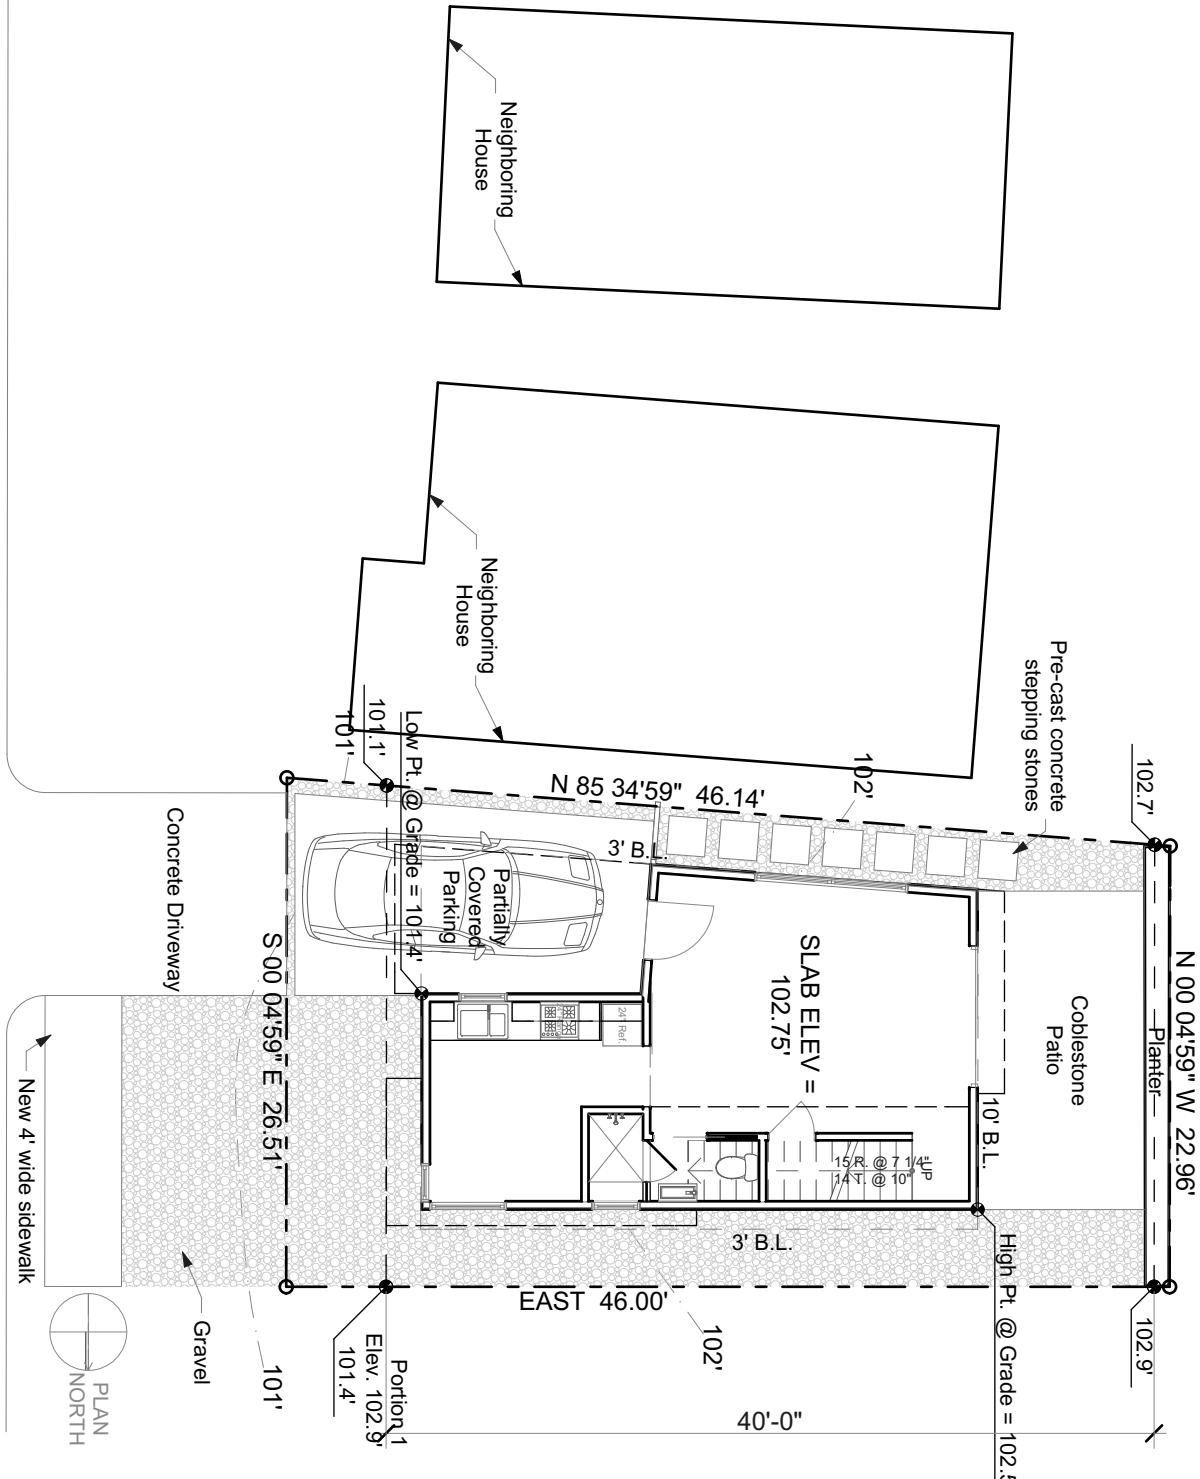 Neighboring
House
Neighboring
House
Pre-cast concrete
stepping stones
102.7'
N 00 04'59" W  22.96'
102'
N 85 34'59"  46.14'
101.1'
101'
Low Pt. @ Grade = 101.4'
3' B.L.
Partially
Covered
Parking
Concrete Driveway
S 00 04'59" E  26.51'
SLAB ELEV =
102.75'
Coblestone
Patio
Planter
24" Ref.
10' B.L.
15 R. @ 7 1/4"
14 T. @ 10"
UP
3' B.L.
High Pt. @ Grade = 102.5
EAST  46.00'
102'
102.9'
New 4' wide sidewalk
Gravel
101'
Portion 1
Elev. 102.9'
101.4'
40'-0"
PLAN
NORTH